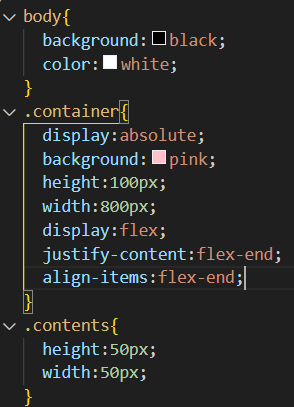 body{
background:black;
color:white;
}
.container{
display:absolute;
background:pink;
height:100px;
width:800px;
display:flex;
justify-content:flex-end;
align-items:flex-end;
}
.contents{
height:50px;
width:50px;
}